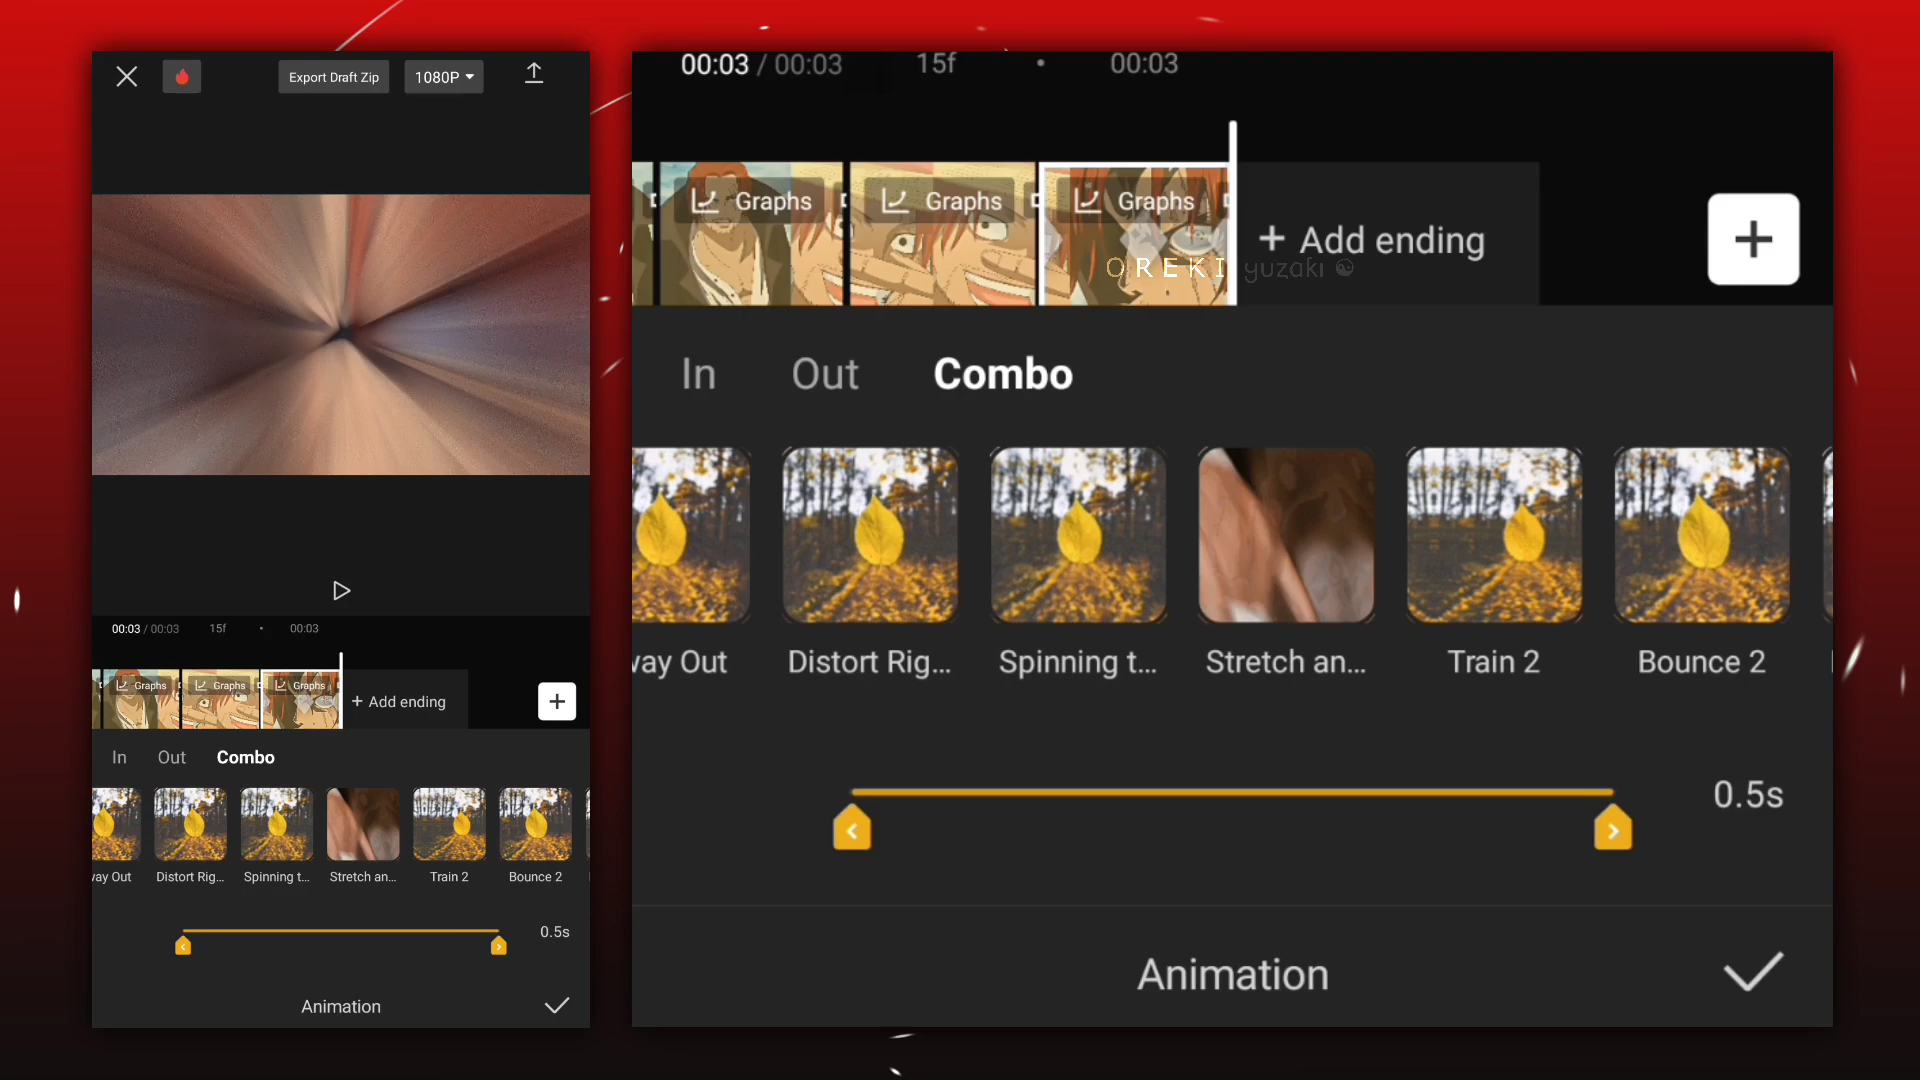 Export Draft Zip 1080P
00:03 / 00:03 15f • 00:03
Graphs Graphs Graphs + Add ending
In Out Combo
way Out Distort Rig... Spinning t... Stretch an... Train 2 Bounce 2
0.5s
Animation
00:03 / 00:03 15f • 00:03
Graphs Graphs Graphs + Add ending
OREKI yuzaki
In Out Combo
way Out Distort Rig... Spinning t... Stretch an... Train 2 Bounce 2
0.5s
Animation